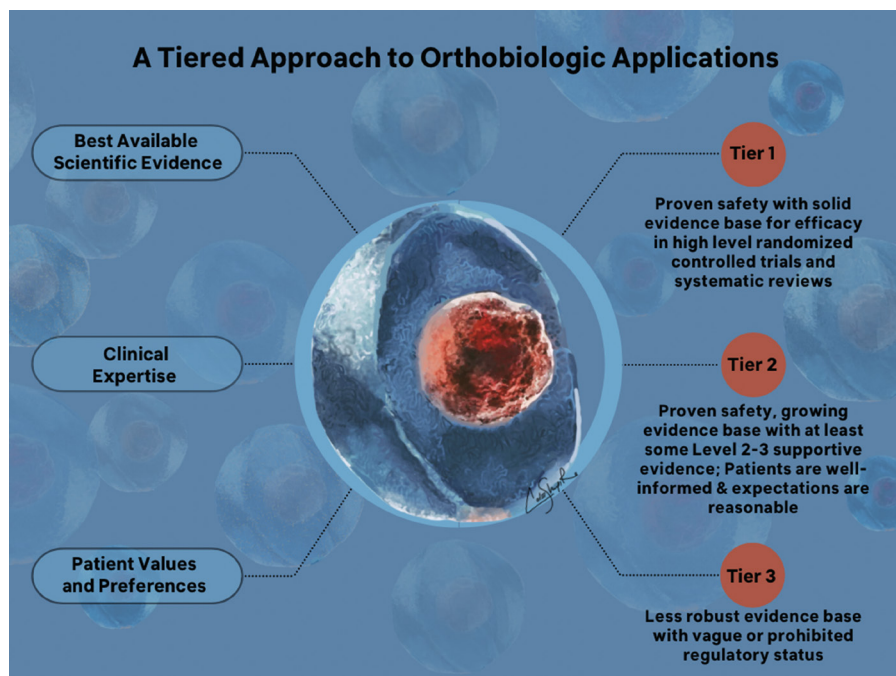 A Tiered Approach to Orthobiologic Applications
Best Available
Scientific Evidence
Clinical
Expertise
Patient Values
and Preferences
Tier 1
Proven safety with solid
evidence base for efficacy
in high level randomized
controlled trials and
systematic reviews
Tier 2
Proven safety, growing
evidence base with at least
some Level 2-3 supportive
evidence; Patients are well-
informed & expectations are
reasonable
Tier 3
Less robust evidence base
with vague or prohibited
regulatory status